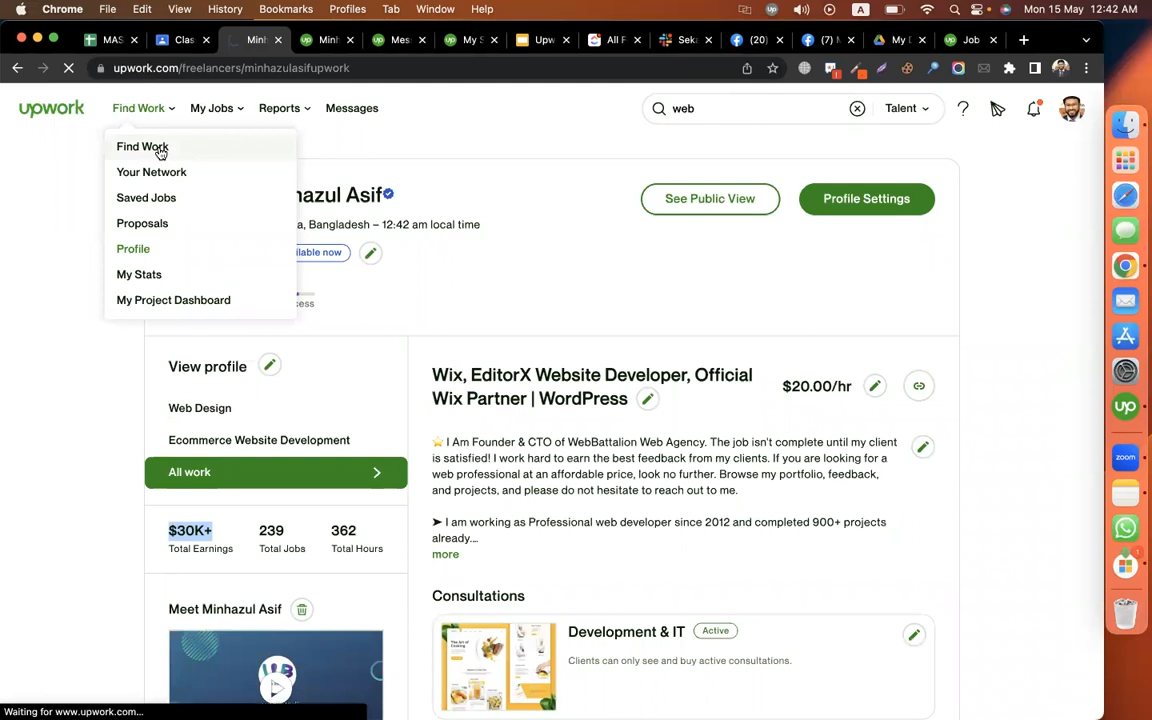 Chrome File Edit View History Bookmarks Profiles Tab Window Help A Mon 15 May 12:42 AM
MAS Clas Minh Minh Mes My S Upw All F Sek (20) (7) M My D Job
upwork.com/freelancers/minhazulasifupwork
upwork Find Work My Jobs Reports Messages web Talent
Find Work
Your Network
Saved Jobs
Proposals
Profile
My Stats
My Project Dashboard
hazul Asif
a, Bangladesh – 12:42 am local time
ilable now
cess
See Public View
Profile Settings
View profile
Web Design
Ecommerce Website Development
All work
$30K+ 239 362
Total Earnings Total Jobs Total Hours
Meet Minhazul Asif
Wix, EditorX Website Developer, Official
Wix Partner | WordPress
$20.00/hr
⭐ I Am Founder & CTO of WebBattalion Web Agency. The job isn't complete until my client
is satisfied! I work hard to earn the best feedback from my clients. If you are looking for a
web professional at an affordable price, look no further. Browse my portfolio, feedback,
and projects, and please do not hesitate to reach out to me.
➤ I am working as Professional web developer since 2012 and completed 900+ projects
already....
more
Consultations
Development & IT Active
Clients can only see and buy active consultations.
up
zoom
Waiting for www.upwork.com...